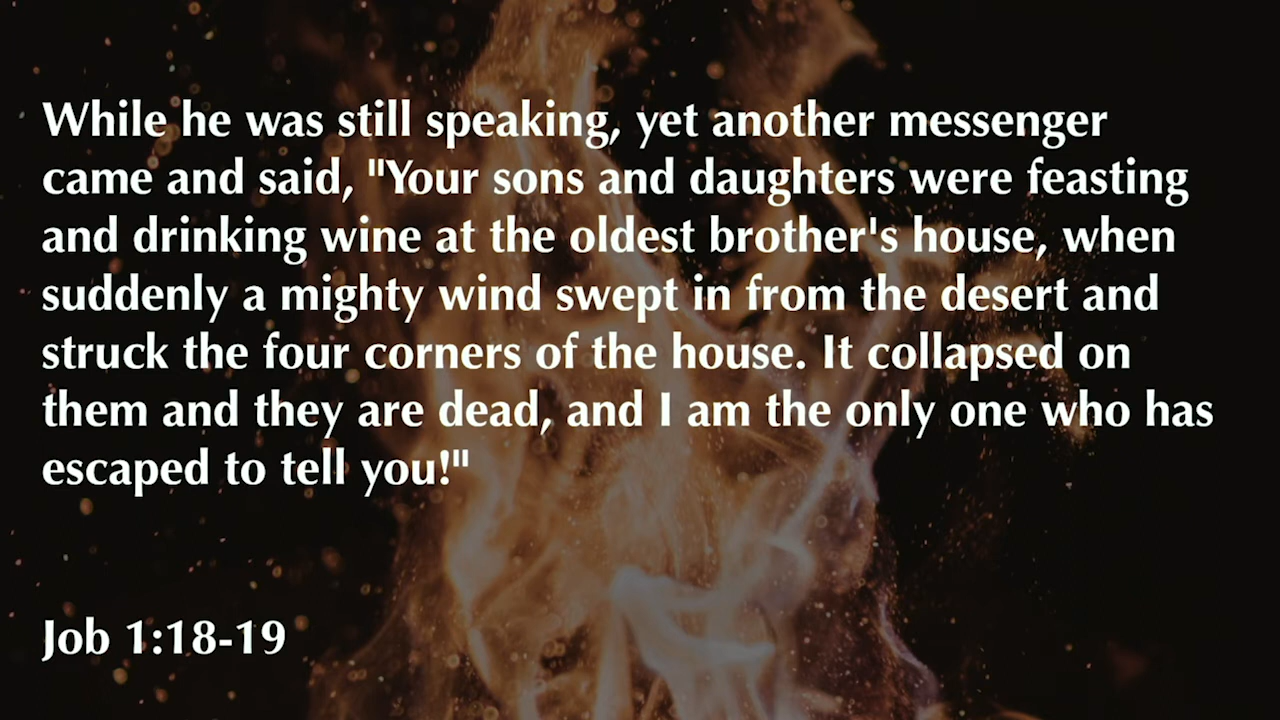 While he was still speaking, yet another messenger
came and said, "Your sons and daughters were feasting
and drinking wine at the oldest brother's house, when
suddenly a mighty wind swept in from the desert and
struck the four corners of the house. It collapsed on
them and they are dead, and I am the only one who has
escaped to tell you!"
Job 1:18-19